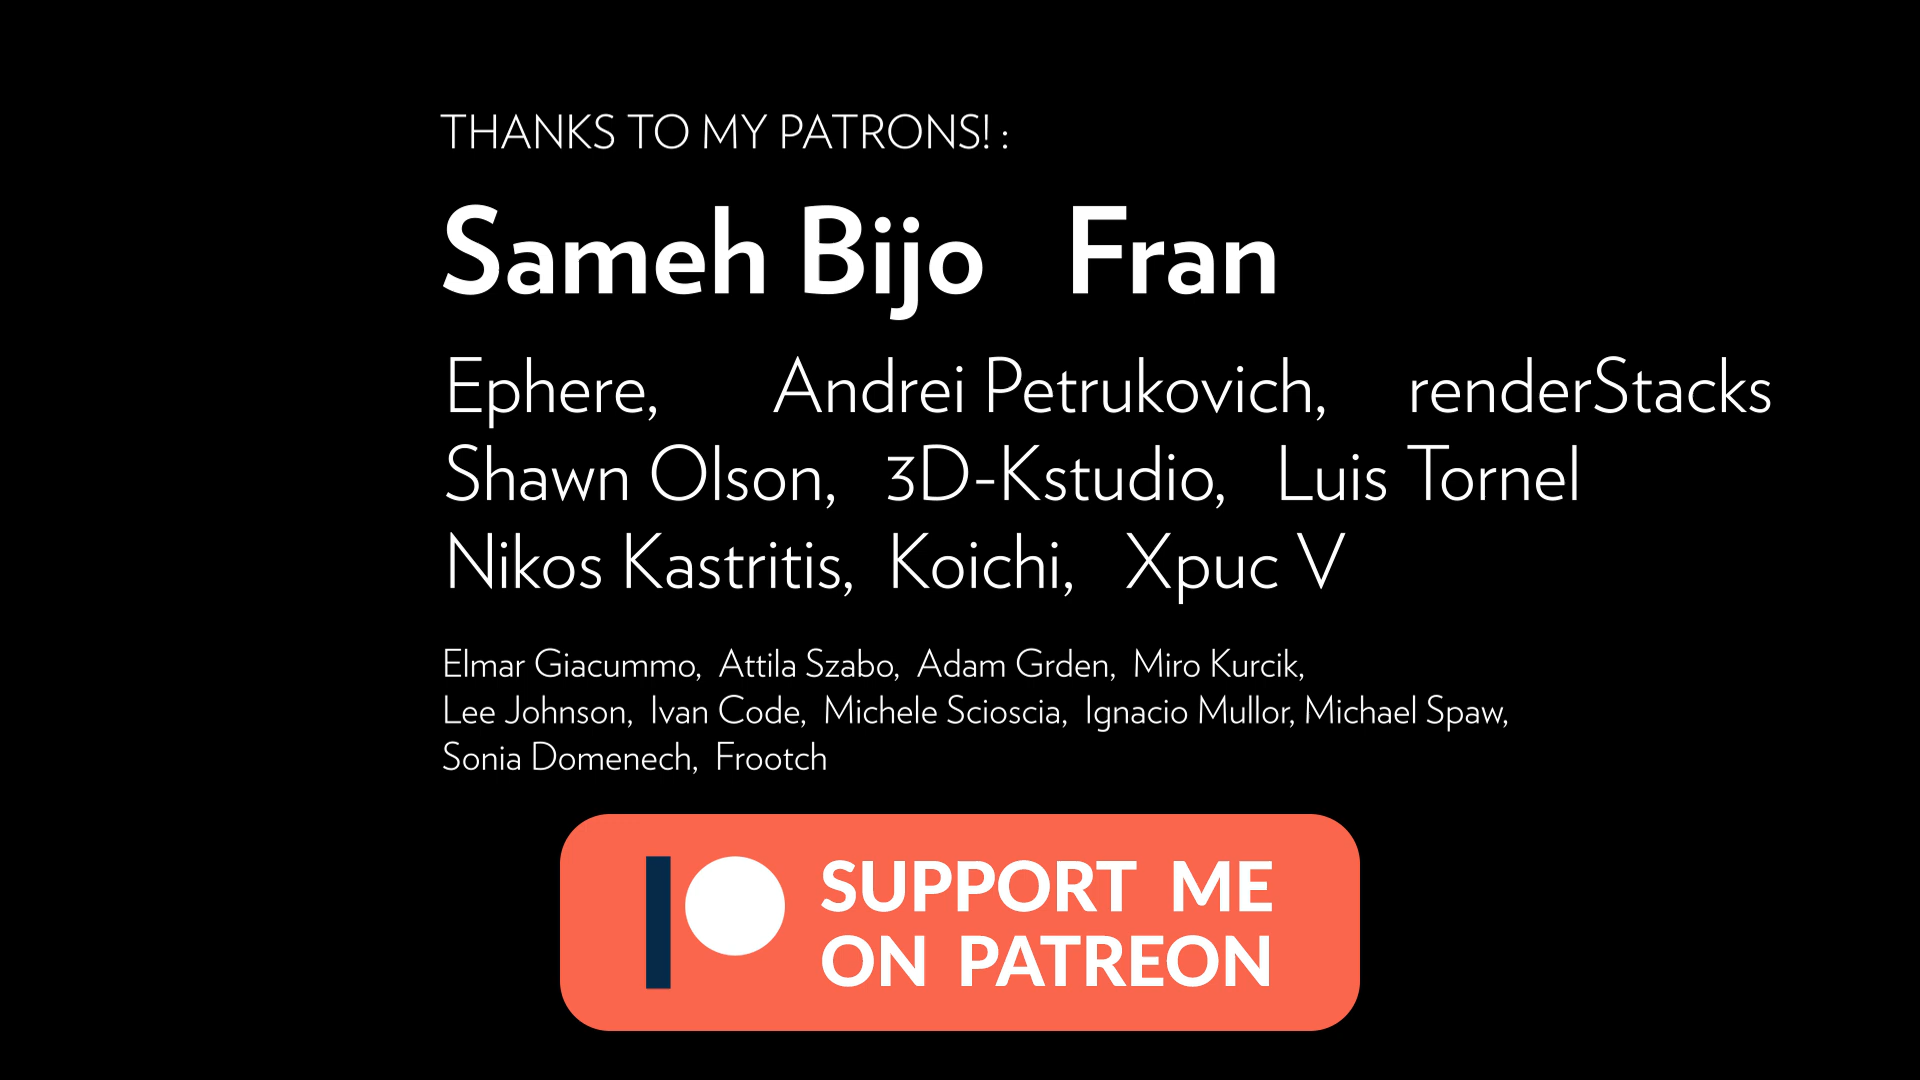 THANKS TO MY PATRONS! :
Sameh Bijo Fran
Ephere, Andrei Petrukovich, renderStacks
Shawn Olson, 3D-Kstudio, Luis Tornel
Nikos Kastritis, Koichi, Xpuc V
Elmar Giacummo, Attila Szabo, Adam Grden, Miro Kurcik,
Lee Johnson, Ivan Code, Michele Scioscia, Ignacio Mullor, Michael Spaw,
Sonia Domenech, Frootch
SUPPORT ME
ON PATREON